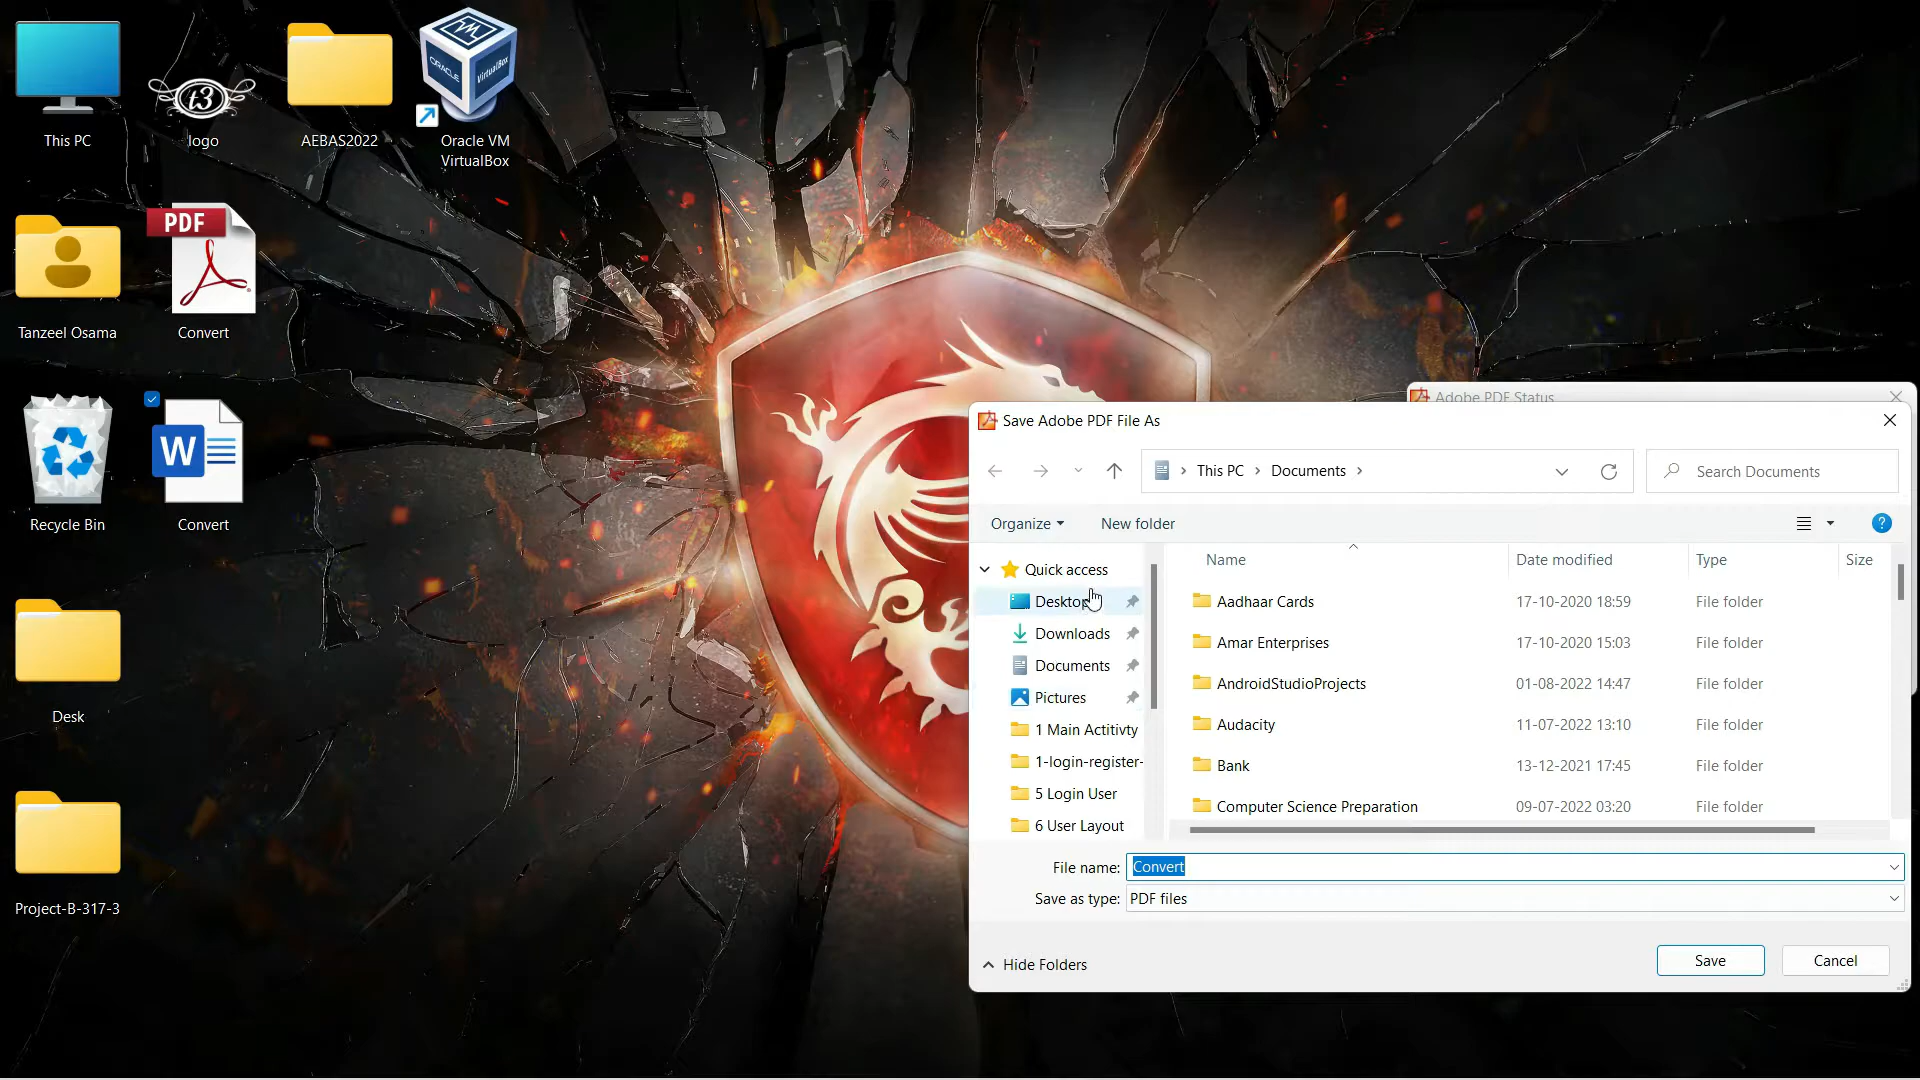 This PC
t3
logo
AEBAS2022
ORACLE
VirtualBox
Oracle VM
VirtualBox
Tanzeel Osama
PDF
Convert
Recycle Bin
W
Convert
Desk
Project-B-317-3
Adobe PDF Status
Save Adobe PDF File As
This PC
Documents
Search Documents
Organize
New folder
?
Quick access
Desktop
Downloads
Documents
Pictures
1 Main Actitivty
1-login-register-
5 Login User
6 User Layout
Name
Date modified
Type
Size
Aadhaar Cards
17-10-2020 18:59
File folder
Amar Enterprises
17-10-2020 15:03
File folder
AndroidStudioProjects
01-08-2022 14:47
File folder
Audacity
11-07-2022 13:10
File folder
Bank
13-12-2021 17:45
File folder
Computer Science Preparation
09-07-2022 03:20
File folder
File name:
Convert
Save as type:
PDF files
Hide Folders
Save
Cancel